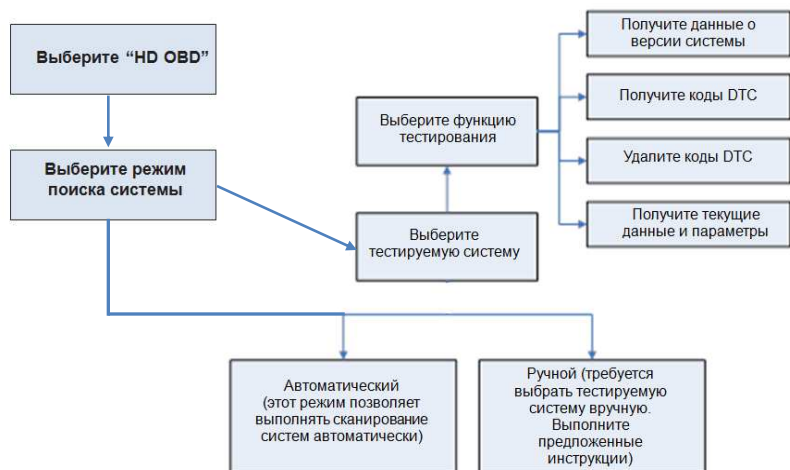 Выберите “HD OBD”
Выберите режим
поиска системы
Выберите
тестируемую систему
Выберите функцию
тестирования
Получите данные о
версии системы
Получите коды DTC
Удалите коды DTC
Получите текущие
данные и параметры
Автоматический
(этот режим позволяет
выполнять сканирование
систем автоматически)
Ручной (требуется
выбрать тестируемую
систему вручную.
Выполните
предложенные
инструкции)